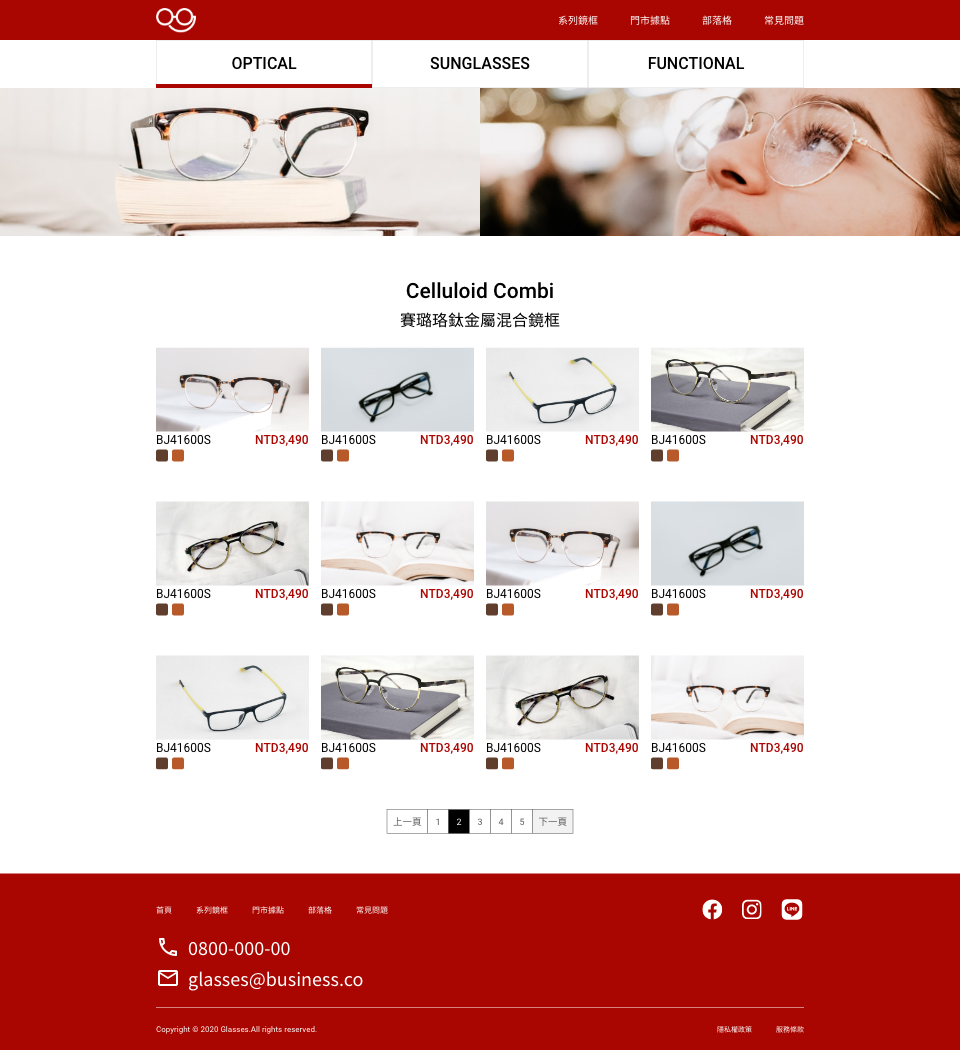 系列鏡框 門市據點 部落格 常見問題
OPTICAL SUNGLASSES FUNCTIONAL
Celluloid Combi
賽璐珞鈦金屬混合鏡框
BJ41600S NTD3,490 BJ41600S NTD3,490 BJ41600S NTD3,490 BJ41600S NTD3,490
BJ41600S NTD3,490 BJ41600S NTD3,490 BJ41600S NTD3,490 BJ41600S NTD3,490
BJ41600S NTD3,490 BJ41600S NTD3,490 BJ41600S NTD3,490 BJ41600S NTD3,490
上一頁 1 2 3 4 5 下一頁
首頁 系列鏡框 門市據點 部落格 常見問題
LINE
0800-000-00
glasses@business.co
Copyright © 2020 Glasses.All rights reserved. 隱私權政策 服務條款